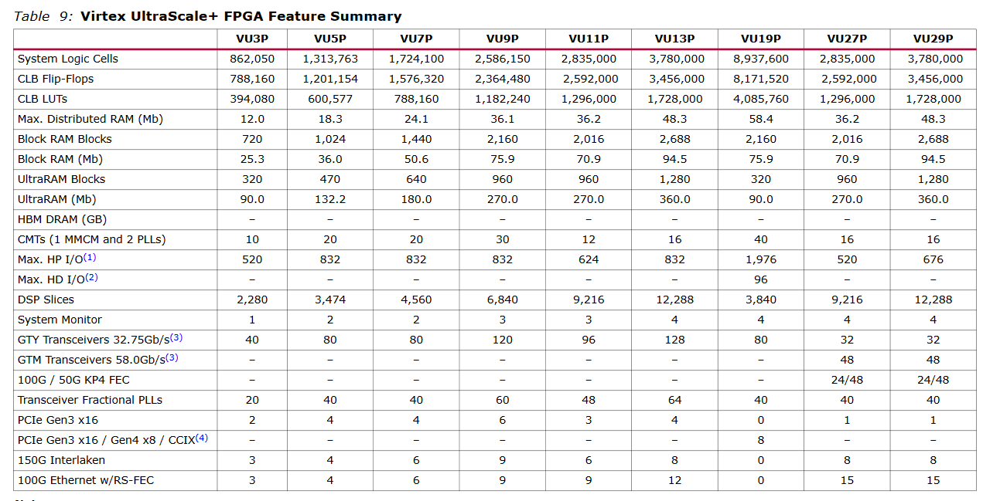 Table 9: Virtex UltraScale+ FPGA Feature Summary
VU3P VU5P VU7P VU9P VU11P VU13P VU19P VU27P VU29P
System Logic Cells 862,050 1,313,763 1,724,100 2,586,150 2,835,000 3,780,000 8,937,600 2,835,000 3,780,000
CLB Flip-Flops 788,160 1,201,154 1,576,320 2,364,480 2,592,000 3,456,000 8,171,520 2,592,000 3,456,000
CLB LUTs 394,080 600,577 788,160 1,182,240 1,296,000 1,728,000 4,085,760 1,296,000 1,728,000
Max. Distributed RAM (Mb) 12.0 18.3 24.1 36.1 36.2 48.3 58.4 36.2 48.3
Block RAM Blocks 720 1,024 1,440 2,160 2,016 2,688 2,160 2,016 2,688
Block RAM (Mb) 25.3 36.0 50.6 75.9 70.9 94.5 75.9 70.9 94.5
UltraRAM Blocks 320 470 640 960 960 1,280 320 960 1,280
UltraRAM (Mb) 90.0 132.2 180.0 270.0 270.0 360.0 90.0 270.0 360.0
HBM DRAM (GB) – – – – – – – – –
CMTs (1 MMCM and 2 PLLs) 10 20 20 30 12 16 40 16 16
Max. HP I/O(1) 520 832 832 832 624 832 1,976 520 676
Max. HD I/O(2) – – – – – – 96 – –
DSP Slices 2,280 3,474 4,560 6,840 9,216 12,288 3,840 9,216 12,288
System Monitor 1 2 2 3 3 4 4 4 4
GTY Transceivers 32.75Gb/s(3) 40 80 80 120 96 128 80 32 32
GTM Transceivers 58.0Gb/s(3) – – – – – – – 48 48
100G / 50G KP4 FEC – – – – – – – 24/48 24/48
Transceiver Fractional PLLs 20 40 40 60 48 64 40 40 40
PCIe Gen3 x16 2 4 4 6 3 4 0 1 1
PCIe Gen3 x16 / Gen4 x8 / CCIX(4) – – – – – – 8 – –
150G Interlaken 3 4 6 9 6 8 0 8 8
100G Ethernet w/RS-FEC 3 4 6 9 9 12 0 15 15